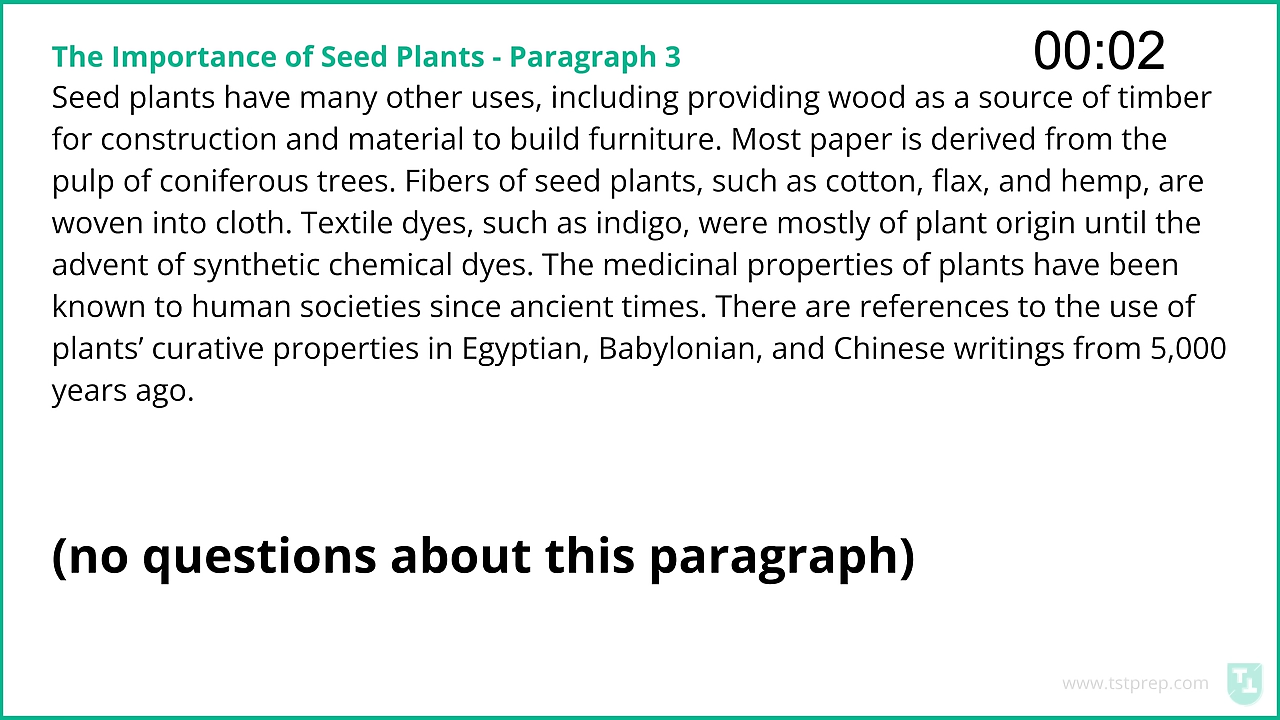 The Importance of Seed Plants - Paragraph 3
00:02
Seed plants have many other uses, including providing wood as a source of timber
for construction and material to build furniture. Most paper is derived from the
pulp of coniferous trees. Fibers of seed plants, such as cotton, flax, and hemp, are
woven into cloth. Textile dyes, such as indigo, were mostly of plant origin until the
advent of synthetic chemical dyes. The medicinal properties of plants have been
known to human societies since ancient times. There are references to the use of
plants’ curative properties in Egyptian, Babylonian, and Chinese writings from 5,000
years ago.
(no questions about this paragraph)
www.tstprep.com